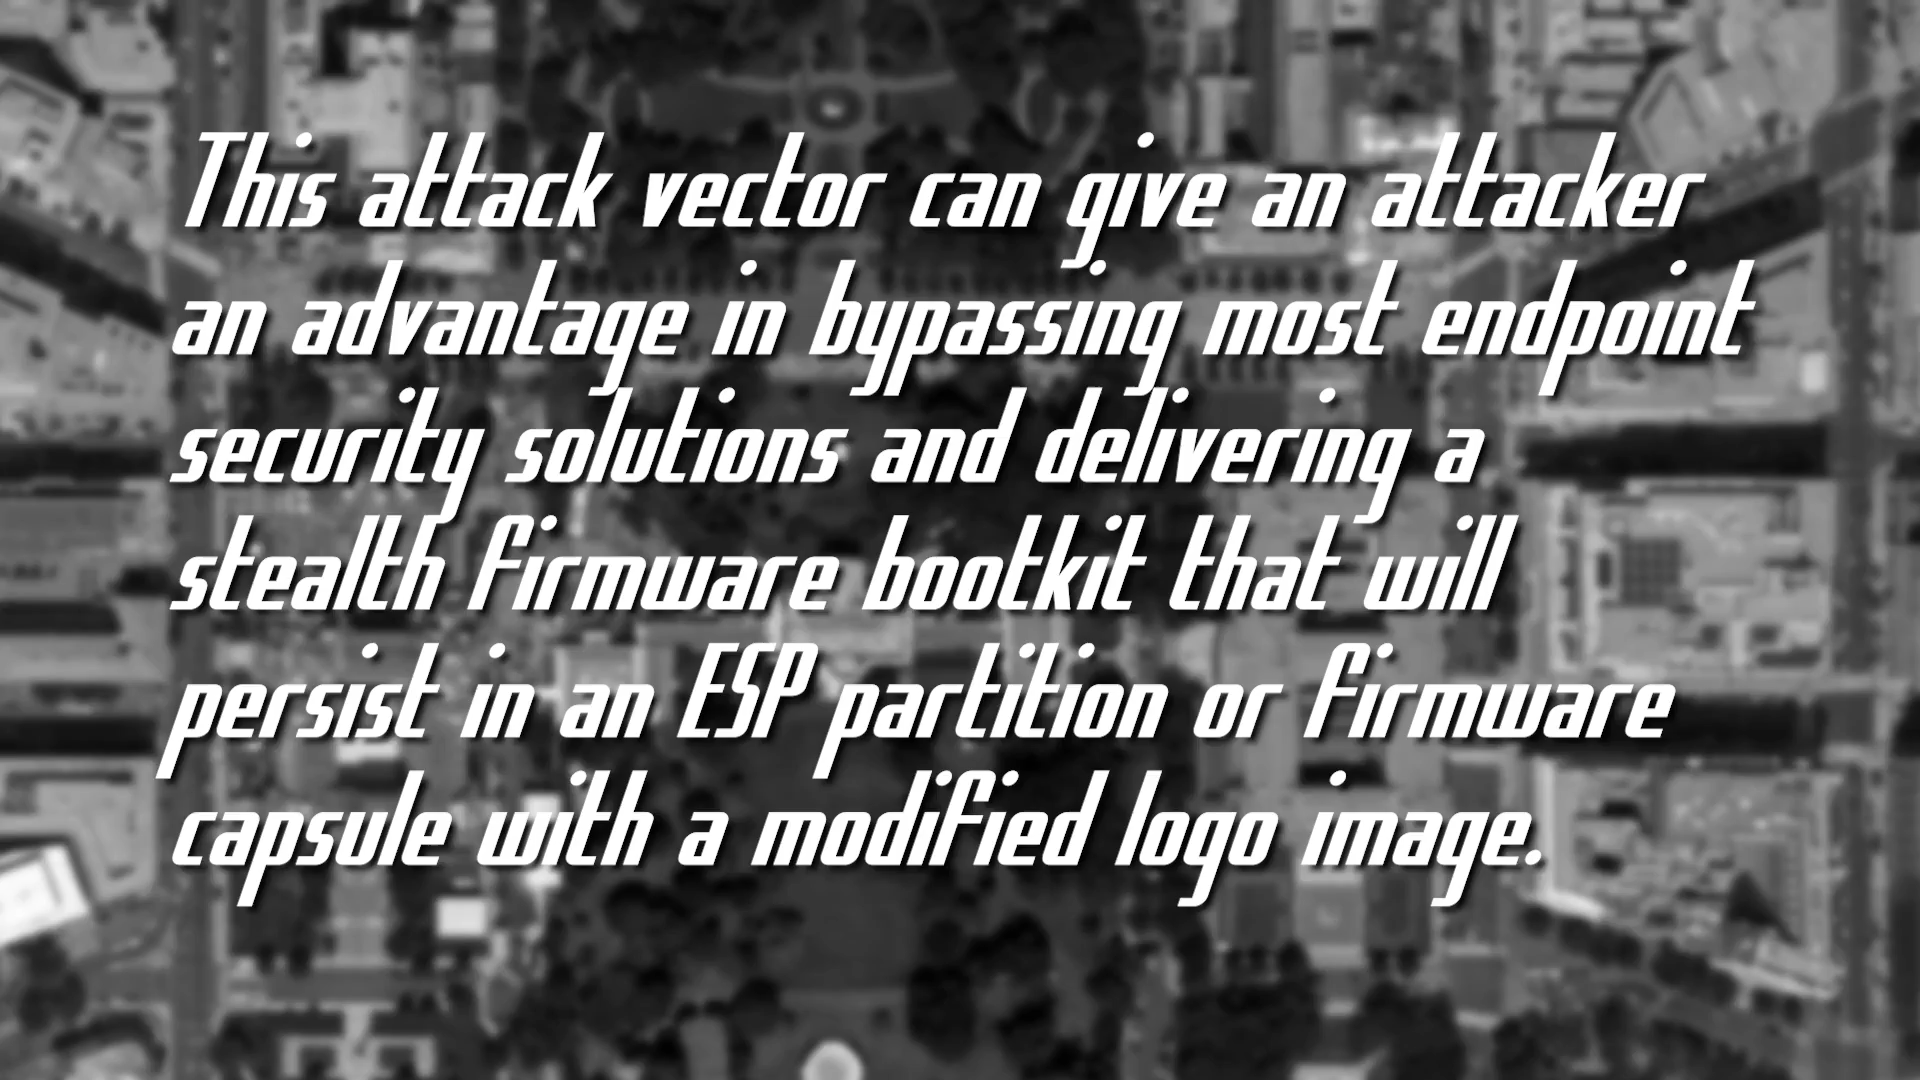 This attack vector can give an attacker
an advantage in bypassing most endpoint
security solutions and delivering a
stealth firmware bootkit that will
persist in an ESP partition or firmware
capsule with a modified logo image.